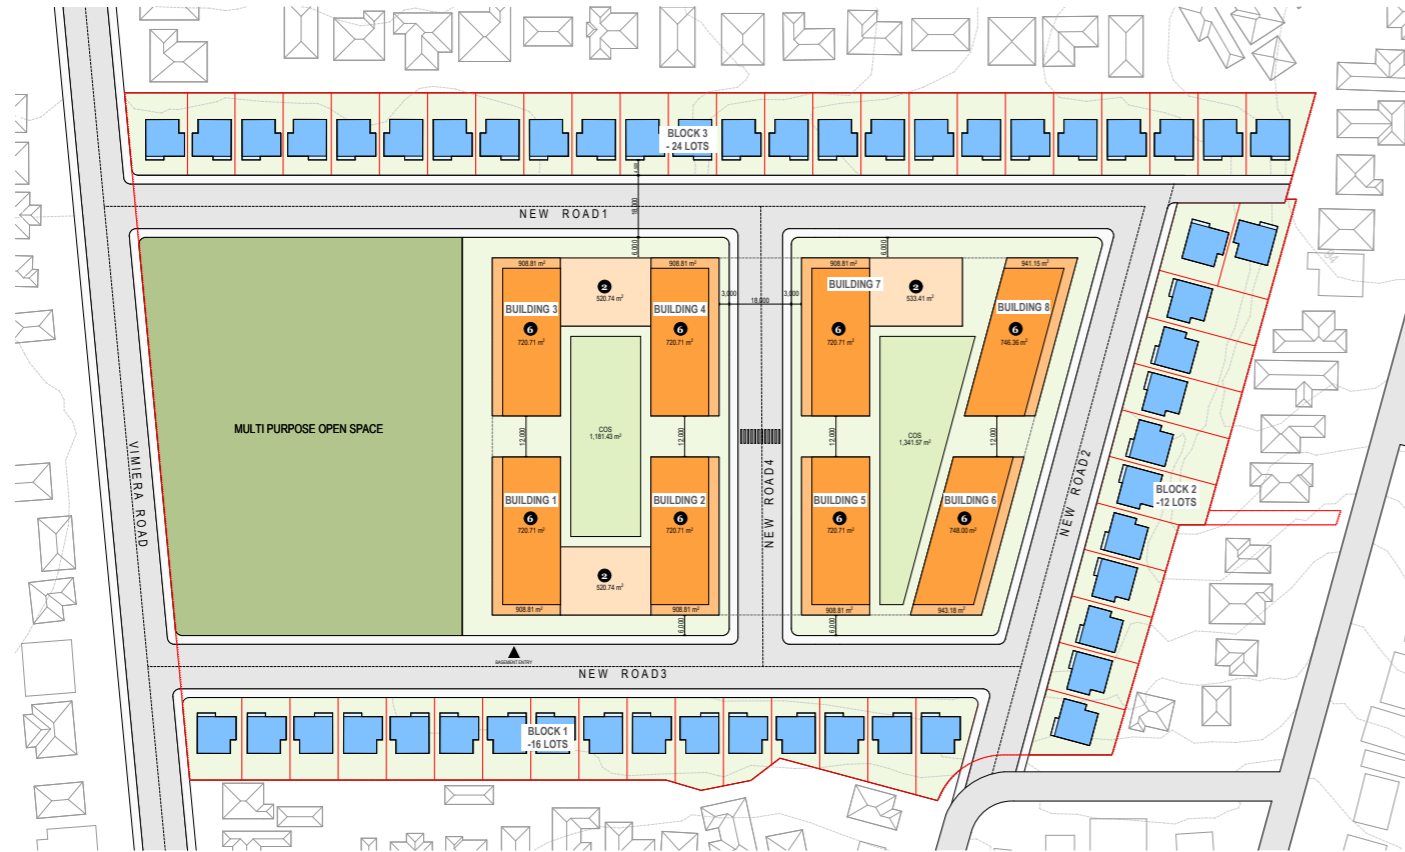 BLOCK 3
- 24 LOTS
NEW ROAD1
18,000
6,000
6,000
908.81 m²
908.81 m²
908.81 m²
941.15 m²
2
520.74 m²
2
533.41 m²
BUILDING 3
BUILDING 4
BUILDING 7
BUILDING 8
3,000
18,000
3,000
6
720.71 m²
6
720.71 m²
6
720.71 m²
6
746.36 m²
MULTI PURPOSE OPEN SPACE
COS
1,181.43 m²
COS
1,341.57 m²
12,000
12,000
12,000
12,000
VIMIERA ROAD
NEW ROAD4
NEW ROAD2
BLOCK 2
-12 LOTS
BUILDING 1
BUILDING 2
BUILDING 5
BUILDING 6
6
720.71 m²
6
720.71 m²
6
720.71 m²
6
748.00 m²
2
520.74 m²
908.81 m²
908.81 m²
908.81 m²
943.18 m²
6,000
6,000
BASEMENT ENTRY
NEW ROAD3
BLOCK 1
-16 LOTS